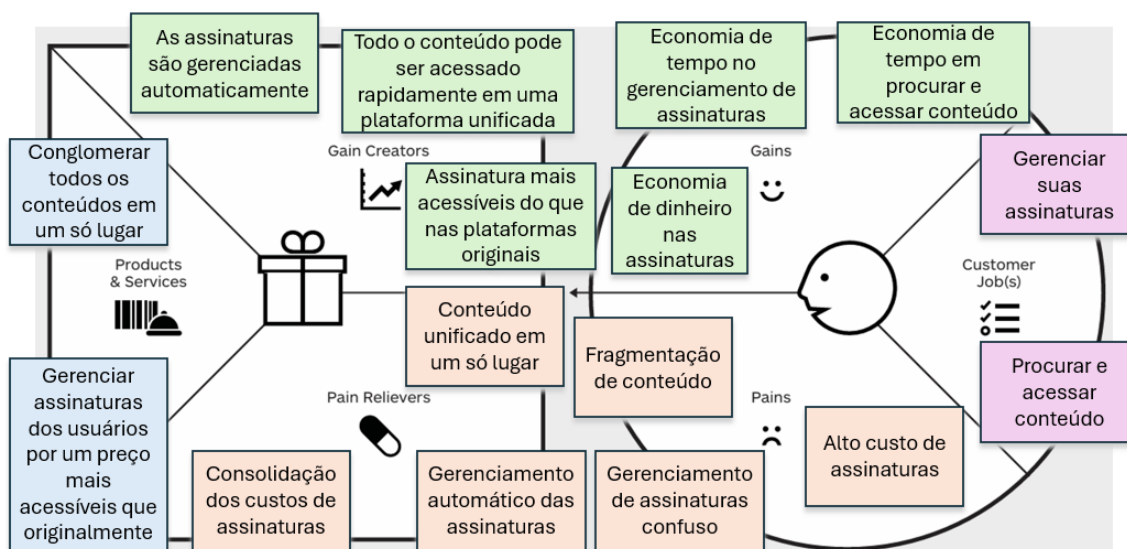 As assinaturas
são gerenciadas
automaticamente
Todo o conteúdo pode
ser acessado
rapidamente em uma
plataforma unificada
Economia de
tempo no
gerenciamento de
assinaturas
Economia de
tempo em
procurar e
acessar conteúdo
Conglomerar
todos os
conteúdos em
um só lugar
Gain Creators
Assinatura mais
acessíveis do que
nas plataformas
originais
Gains
Economia
de dinheiro
nas
assinaturas
Gerenciar
suas
assinaturas
Products
& Services
Customer
Job(s)
Conteúdo
unificado em
um só lugar
Fragmentação
de conteúdo
Gerenciar
assinaturas
dos usuários
por um preço
mais
acessíveis que
originalmente
Pain Relievers
Pains
Procurar e
acessar
conteúdo
Consolidação
dos custos de
assinaturas
Gerenciamento
automático das
assinaturas
Gerenciamento
de assinaturas
confuso
Alto custo de
assinaturas